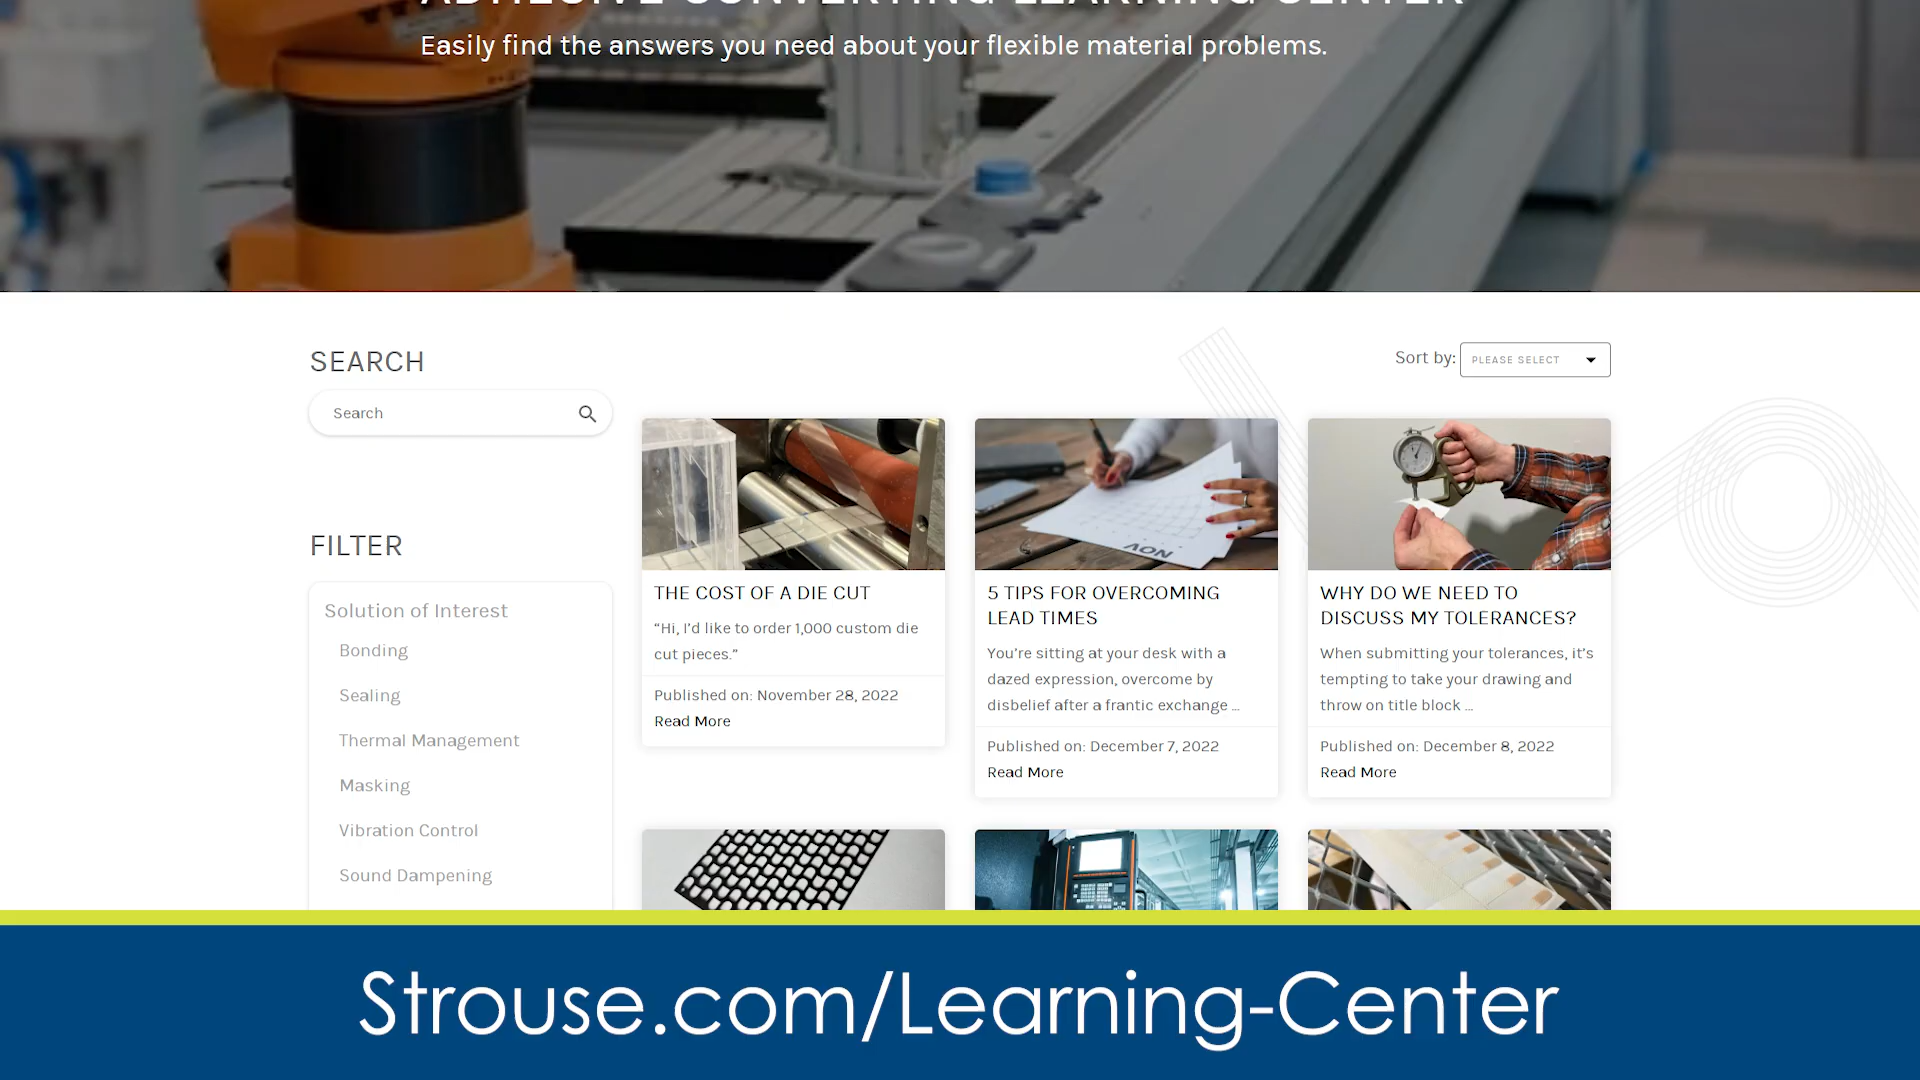 ADHESIVE CONVERTING LEARNING CENTER
Easily find the answers you need about your flexible material problems.
SEARCH
Search
Sort by: PLEASE SELECT
FILTER
Solution of Interest
Bonding
Sealing
Thermal Management
Masking
Vibration Control
Sound Dampening
NOV
THE COST OF A DIE CUT
“Hi, I’d like to order 1,000 custom die
cut pieces.”
Published on: November 28, 2022
Read More
5 TIPS FOR OVERCOMING
LEAD TIMES
You’re sitting at your desk with a
dazed expression, overcome by
disbelief after a frantic exchange ...
Published on: December 7, 2022
Read More
WHY DO WE NEED TO
DISCUSS MY TOLERANCES?
When submitting your tolerances, it’s
tempting to take your drawing and
throw on title block ...
Published on: December 8, 2022
Read More
Strouse.com/Learning-Center